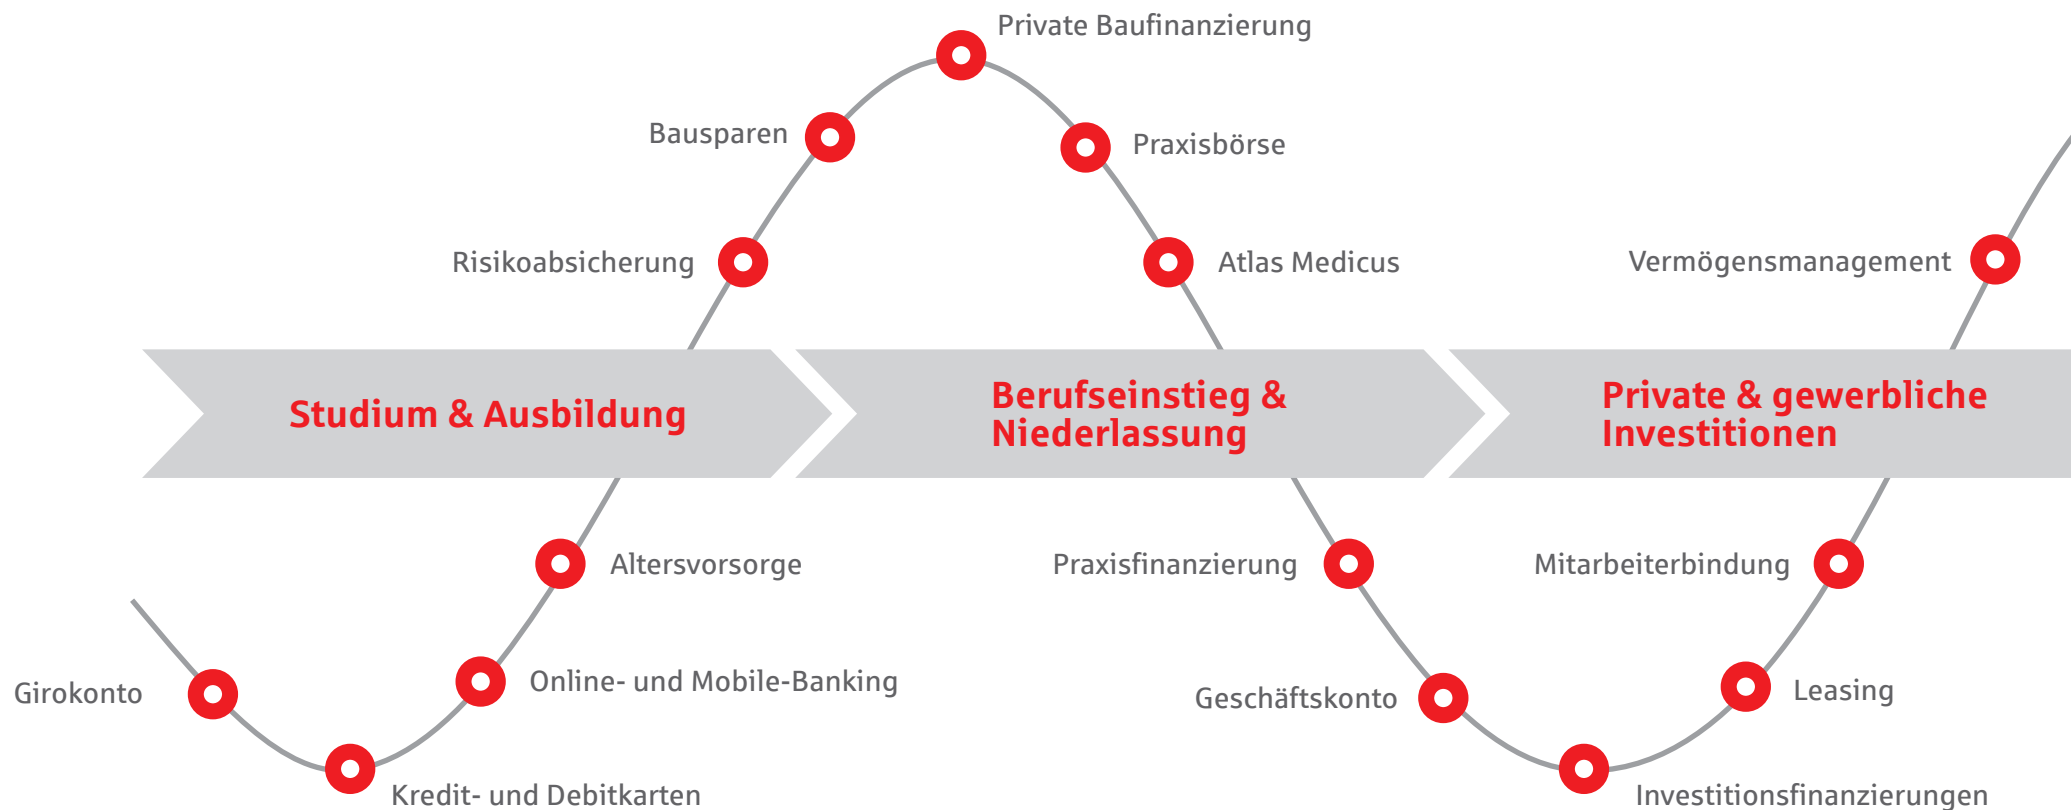 Private Baufinanzierung
Bausparen
Praxisbörse
Risikoabsicherung
Atlas Medicus
Vermögensmanagement
Studium & Ausbildung
Berufseinstieg &
Niederlassung
Private & gewerbliche
Investitionen
Altersvorsorge
Praxisfinanzierung
Mitarbeiterbindung
Girokonto
Online- und Mobile-Banking
Geschäftskonto
Leasing
Kredit- und Debitkarten
Investitionsfinanzierungen